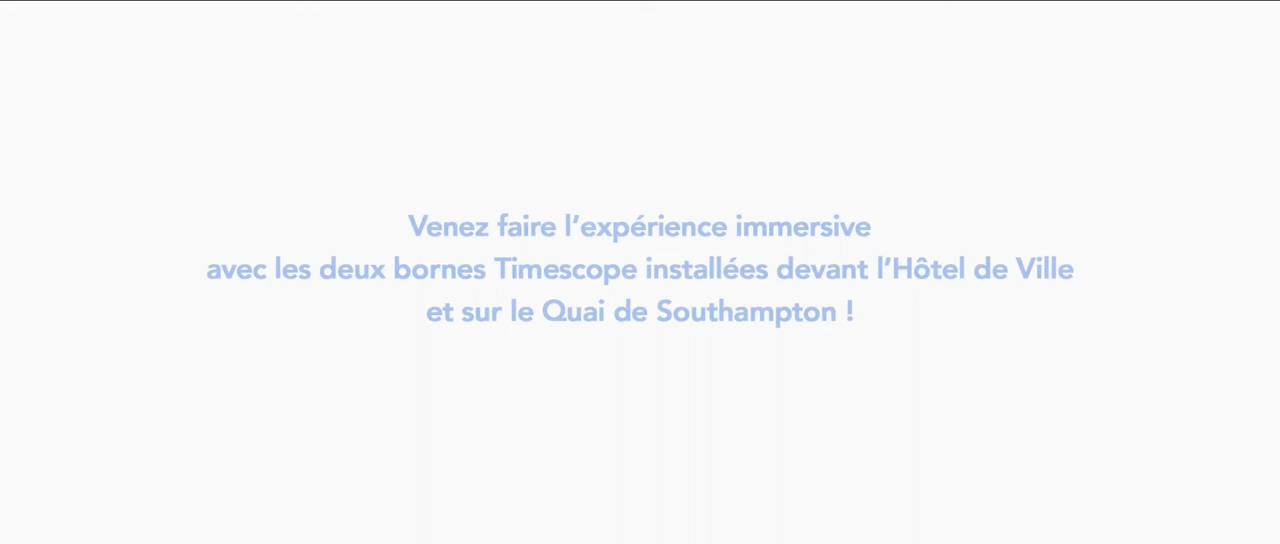 Venez faire l’expérience immersive
avec les deux bornes Timescope installées devant l’Hôtel de Ville
et sur le Quai de Southampton !